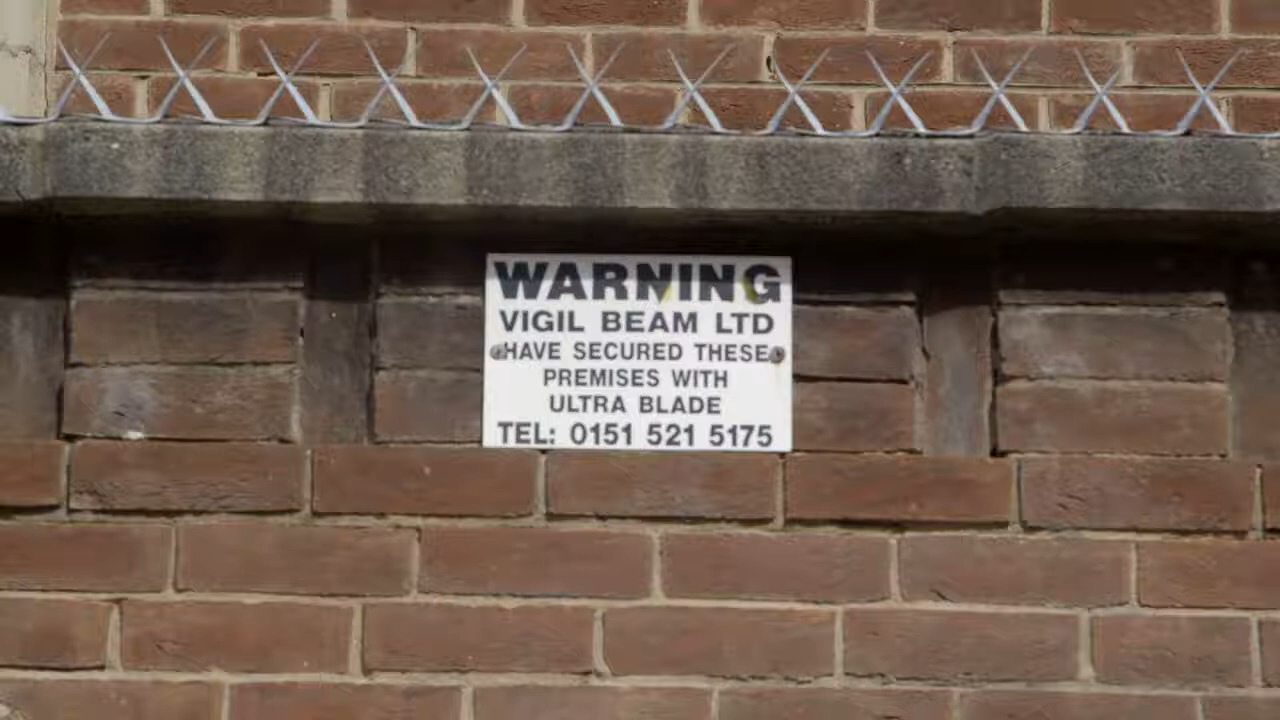 WARNING
VIGIL BEAM LTD
HAVE SECURED THESE
PREMISES WITH
ULTRA BLADE
TEL: 0151 521 5175